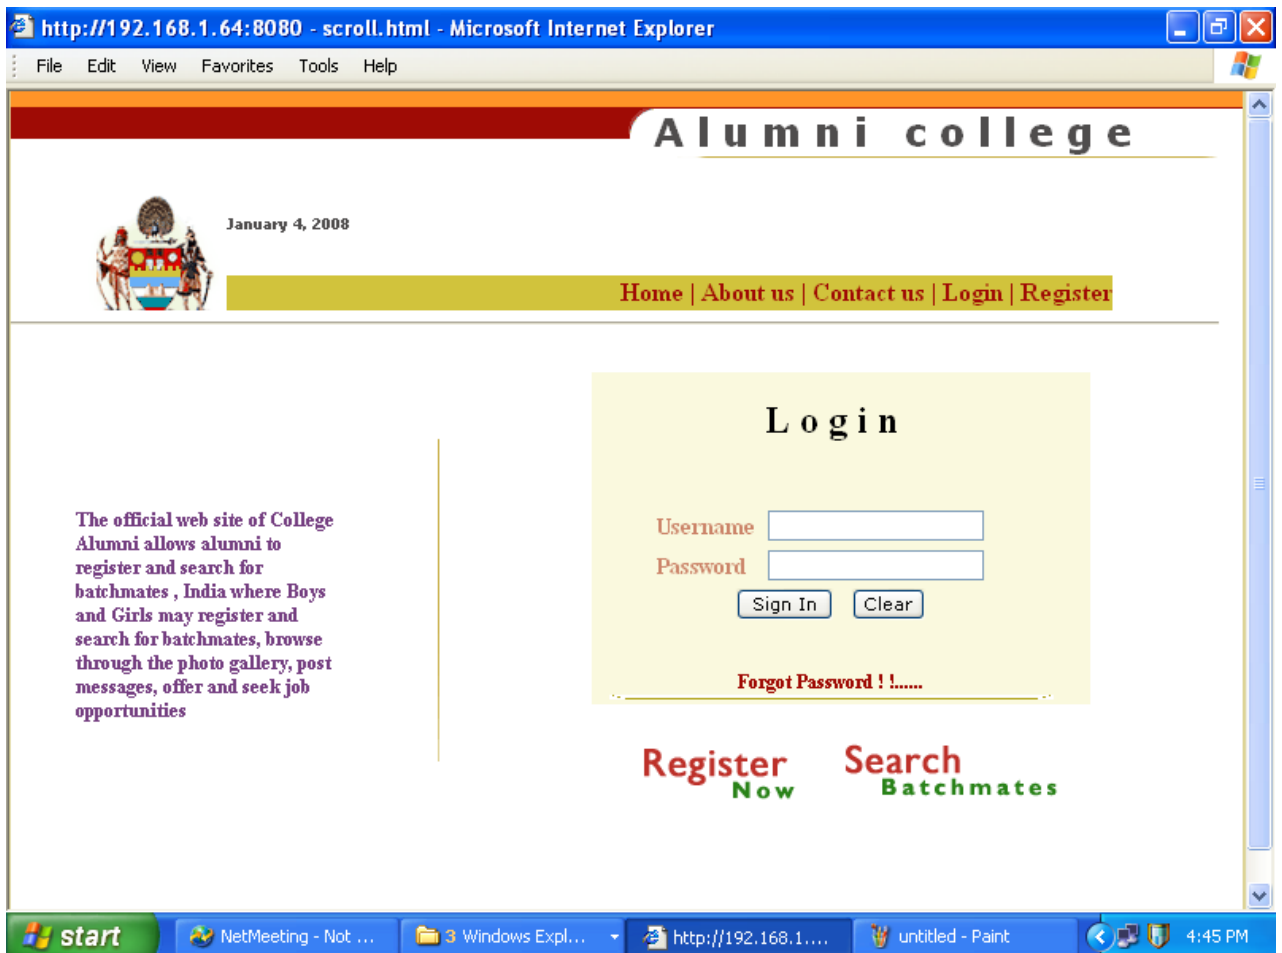 http://192.168.1.64:8080 - scroll.html - Microsoft Internet Explorer
File Edit View Favorites Tools Help
Alumni college
January 4, 2008
Home | About us | Contact us | Login | Register
Login
The official web site of College
Alumni allows alumni to
register and search for
batchmates , India where Boys
and Girls may register and
search for batchmates, browse
through the photo gallery, post
messages, offer and seek job
opportunities
Username
Password
Sign In Clear
Forgot Password ! !......
Register Now
Search Batchmates
start NetMeeting - Not ... 3 Windows Expl... http://192.168.1.... untitled - Paint 4:45 PM